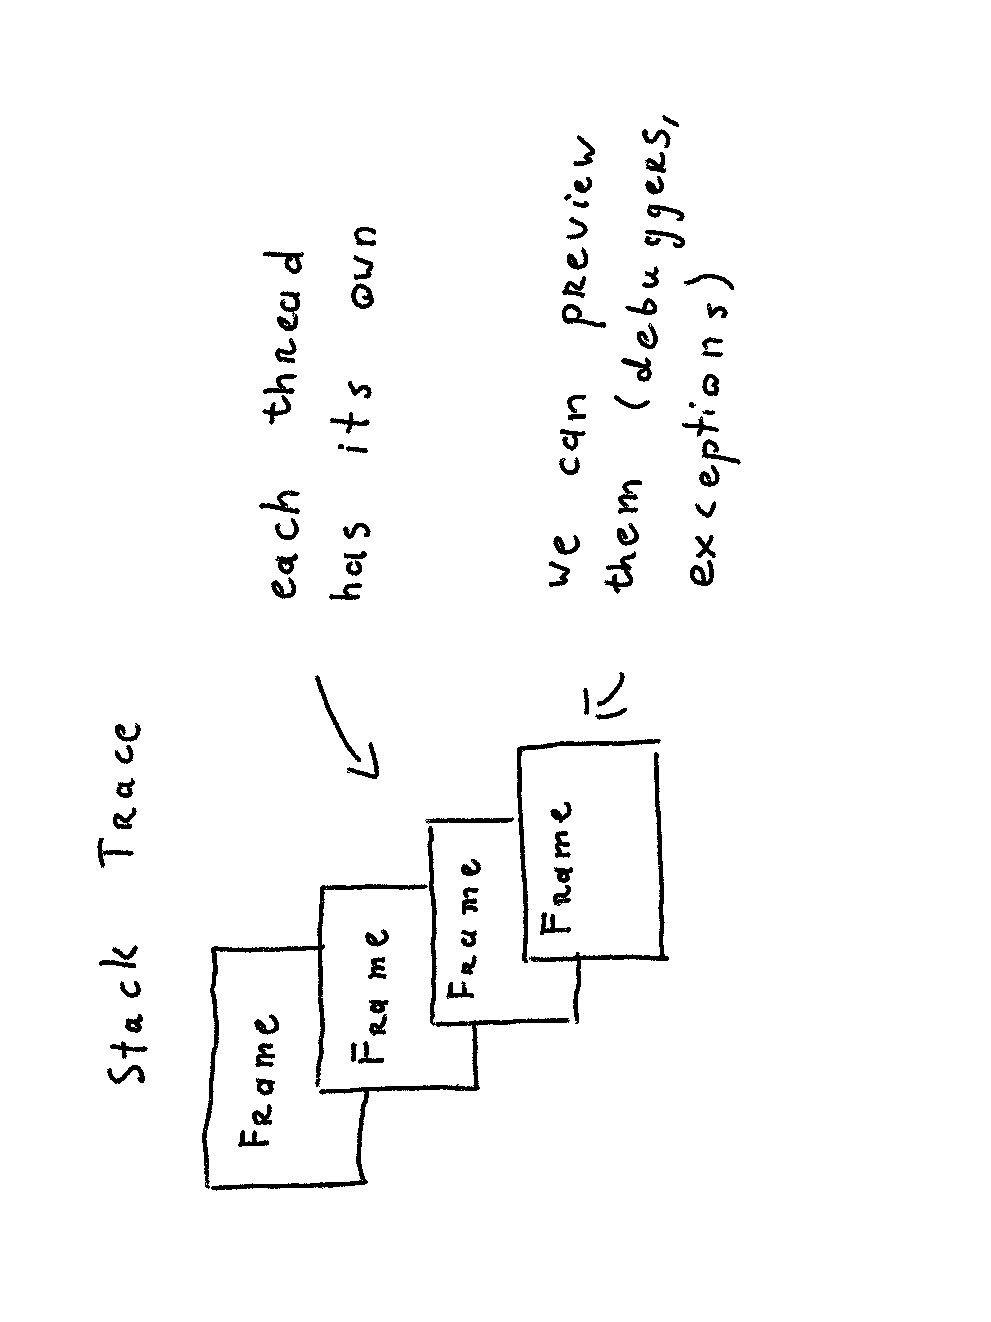 Stack Trace
Frame
Frame
Frame
Frame
each thread
has its own
we can preview
them (debuggers,
exceptions)